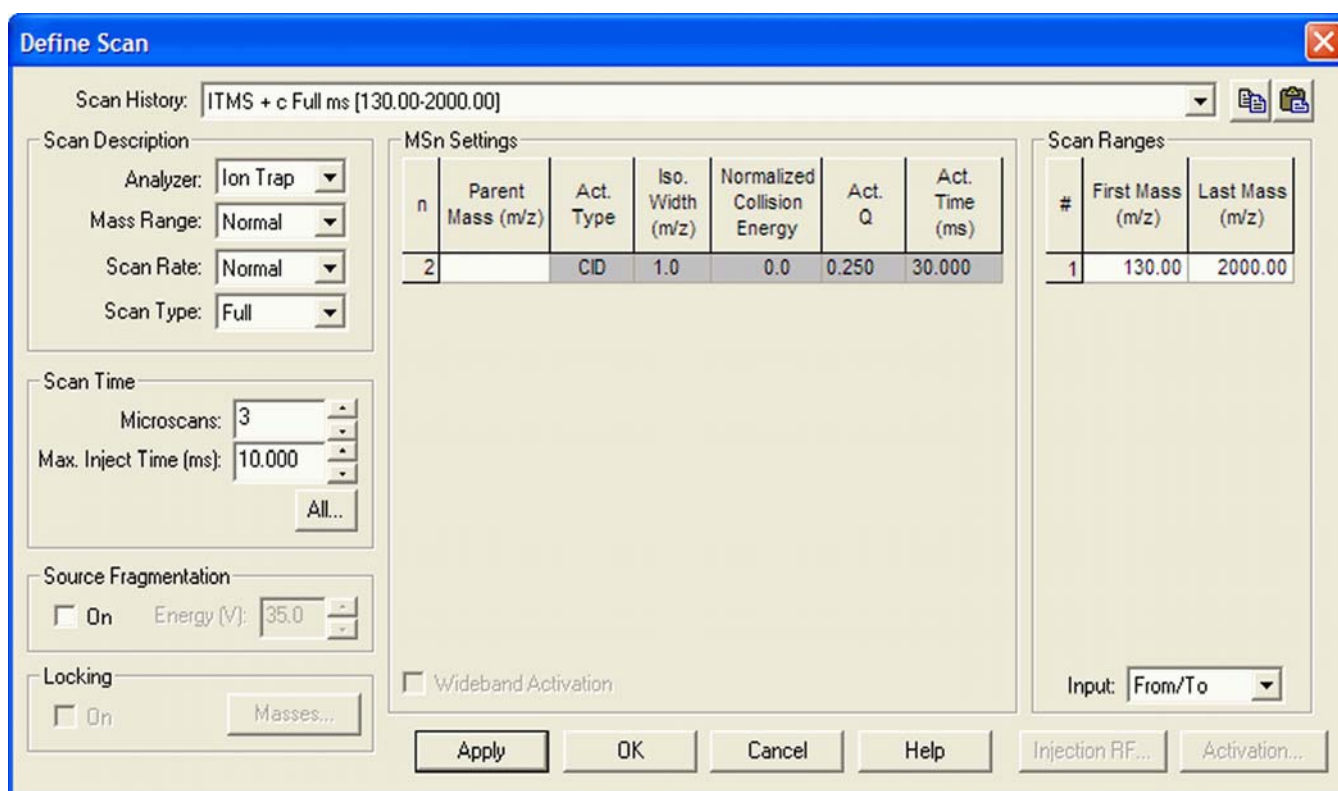 Define Scan
Scan History: ITMS + c Full ms [130.00-2000.00]
Scan Description
Analyzer: Ion Trap
Mass Range: Normal
Scan Rate: Normal
Scan Type: Full
Scan Time
Microscans: 3
Max. Inject Time (ms): 10.000
All...
Source Fragmentation
On Energy (V): 35.0
Locking
On Masses...
MSn Settings
n Parent Mass (m/z) Act. Type Iso. Width (m/z) Normalized Collision Energy Act. Q Act. Time (ms)
2 CID 1.0 0.0 0.250 30.000
Wideband Activation
Scan Ranges
# First Mass (m/z) Last Mass (m/z)
1 130.00 2000.00
Input: From/To
Apply OK Cancel Help Injection RF... Activation...